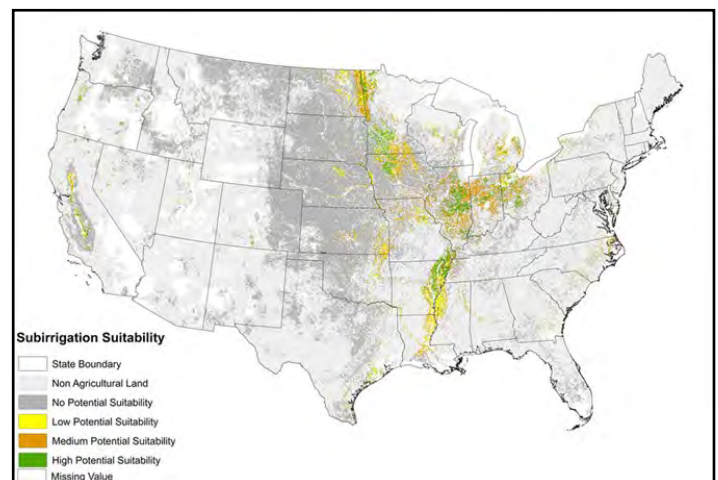 Subirrigation Suitability
State Boundary
Non Agricultural Land
No Potential Suitability
Low Potential Suitability
Medium Potential Suitability
High Potential Suitability
Missing Value